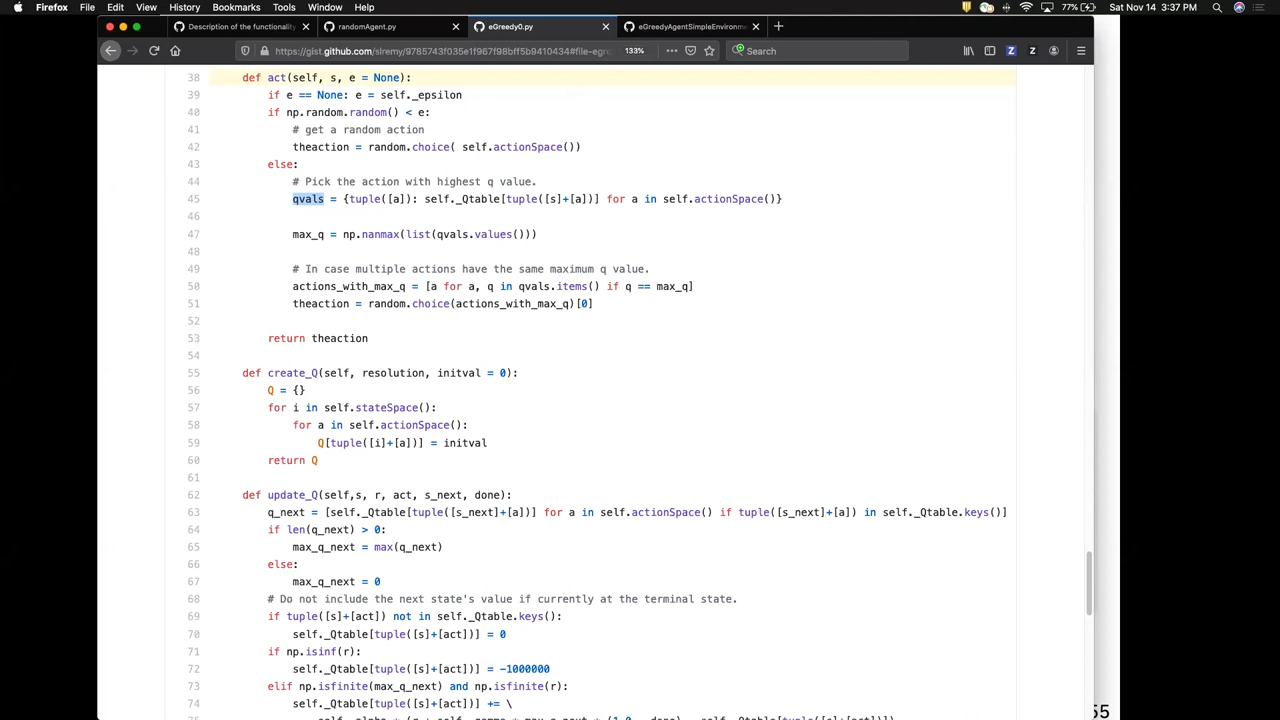 Firefox File Edit View History Bookmarks Tools Window Help 77% Sat Nov 14 3:37 PM
Description of the functionality randomAgent.py eGreedy0.py eGreedyAgentSimpleEnvironme
https://gist.github.com/slremy/9785743df5e1f967f98bff5b9410434#file-egre 133% Search
38 def act(self, s, e = None):
39 if e == None: e = self._epsilon
40 if np.random.random() < e:
41 # get a random action
42 theaction = random.choice( self.actionSpace())
43 else:
44 # Pick the action with highest q value.
45 qvals = {tuple([a]): self._Qtable[tuple([s]+[a])] for a in self.actionSpace()}
46
47 max_q = np.nanmax(list(qvals.values()))
48
49 # In case multiple actions have the same maximum q value.
50 actions_with_max_q = [a for a, q in qvals.items() if q == max_q]
51 theaction = random.choice(actions_with_max_q)[0]
52
53 return theaction
54
55 def create_Q(self, resolution, initval = 0):
56 Q = {}
57 for i in self.stateSpace():
58 for a in self.actionSpace():
59 Q[tuple([i]+[a])] = initval
60 return Q
61
62 def update_Q(self,s, r, act, s_next, done):
63 q_next = [self._Qtable[tuple([s_next]+[a])] for a in self.actionSpace() if tuple([s_next]+[a]) in self._Qtable.keys()]
64 if len(q_next) > 0:
65 max_q_next = max(q_next)
66 else:
67 max_q_next = 0
68 # Do not include the next state's value if currently at the terminal state.
69 if tuple([s]+[act]) not in self._Qtable.keys():
70 self._Qtable[tuple([s]+[act])] = 0
71 if np.isinf(r):
72 self._Qtable[tuple([s]+[act])] = -1000000
73 elif np.isfinite(max_q_next) and np.isfinite(r):
74 self._Qtable[tuple([s]+[act])] += \
55